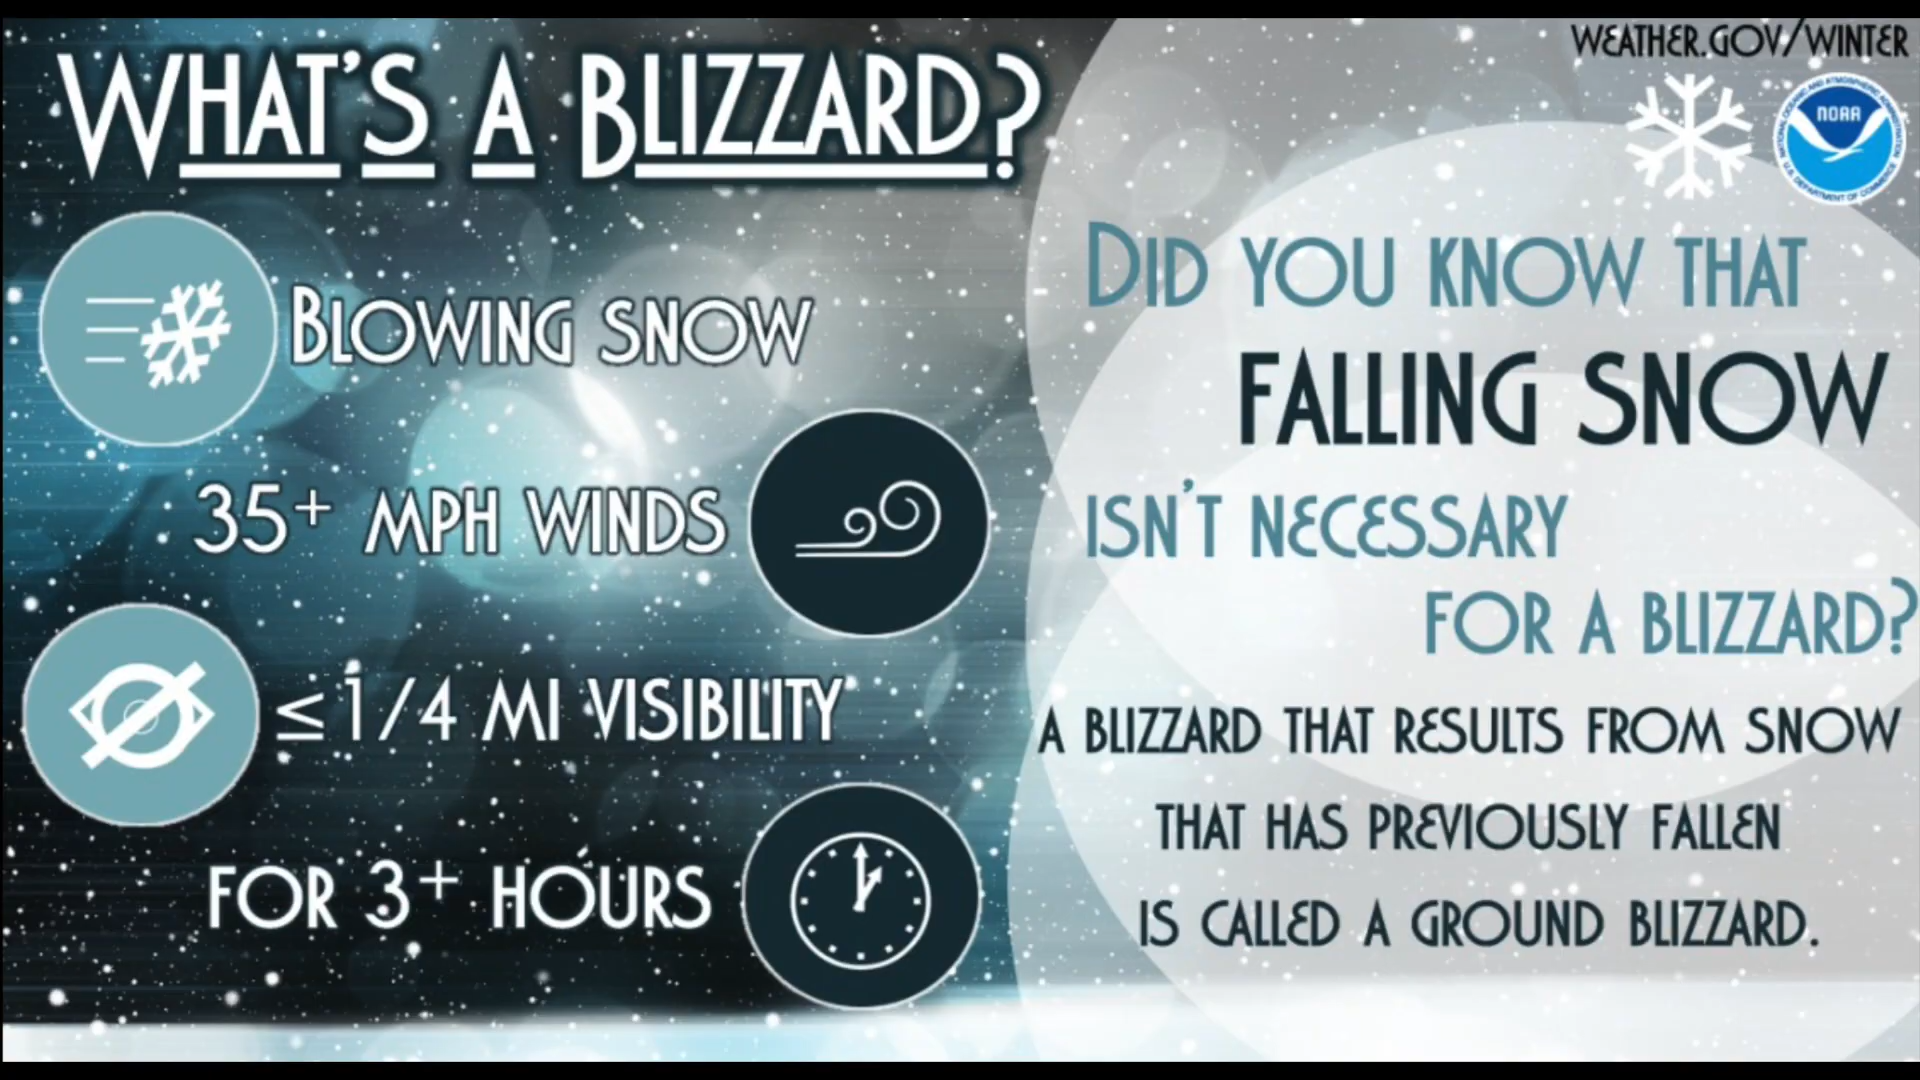 WEATHER.GOV/WINTER
WHAT'S A BLIZZARD?
NOAA
BLOWING SNOW
35+ MPH WINDS
≤ 1/4 MI VISIBILITY
FOR 3+ HOURS
DID YOU KNOW THAT
FALLING SNOW
ISN'T NECESSARY
FOR A BLIZZARD?
A BLIZZARD THAT RESULTS FROM SNOW
THAT HAS PREVIOUSLY FALLEN
IS CALLED A GROUND BLIZZARD.